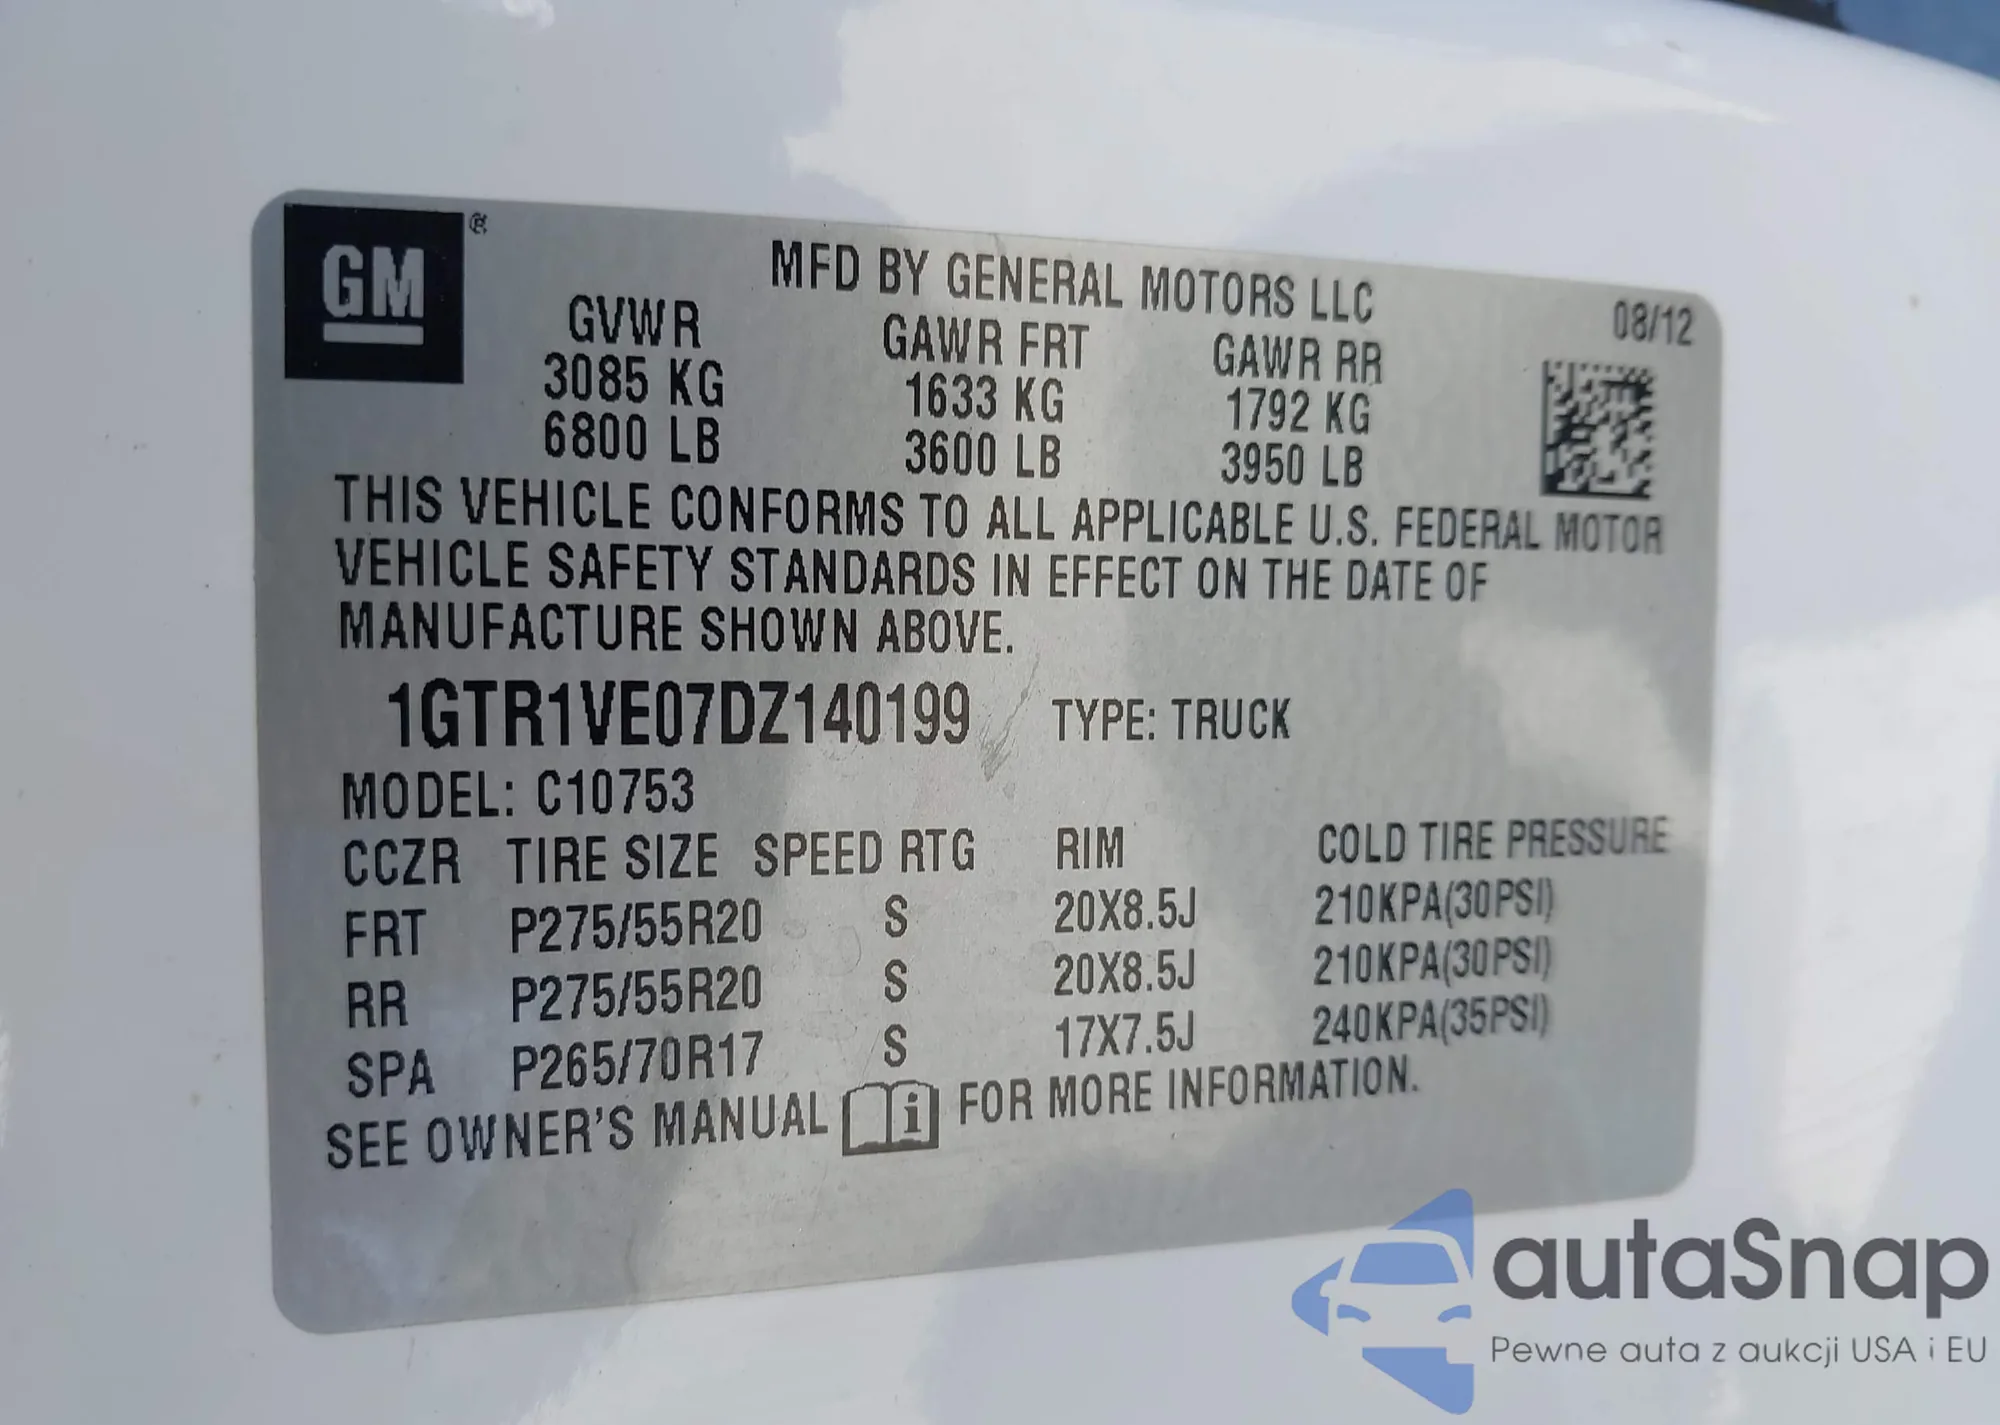 GM®
MFD BY GENERAL MOTORS LLC
08/12
GVWR GAWR FRT GAWR RR
3085 KG 1633 KG 1792 KG
6800 LB 3600 LB 3950 LB
THIS VEHICLE CONFORMS TO ALL APPLICABLE U.S. FEDERAL MOTOR
VEHICLE SAFETY STANDARDS IN EFFECT ON THE DATE OF
MANUFACTURE SHOWN ABOVE.
1GTR1VE07DZ140199 TYPE: TRUCK
MODEL: C10753
CCZR TIRE SIZE SPEED RTG RIM COLD TIRE PRESSURE
FRT P275/55R20 S 20X8.5J 210KPA(30PSI)
RR P275/55R20 S 20X8.5J 210KPA(30PSI)
SPA P265/70R17 S 17X7.5J 240KPA(35PSI)
SEE OWNER'S MANUAL i FOR MORE INFORMATION.
autaSnap
Pewne auta z aukcji USA i EU